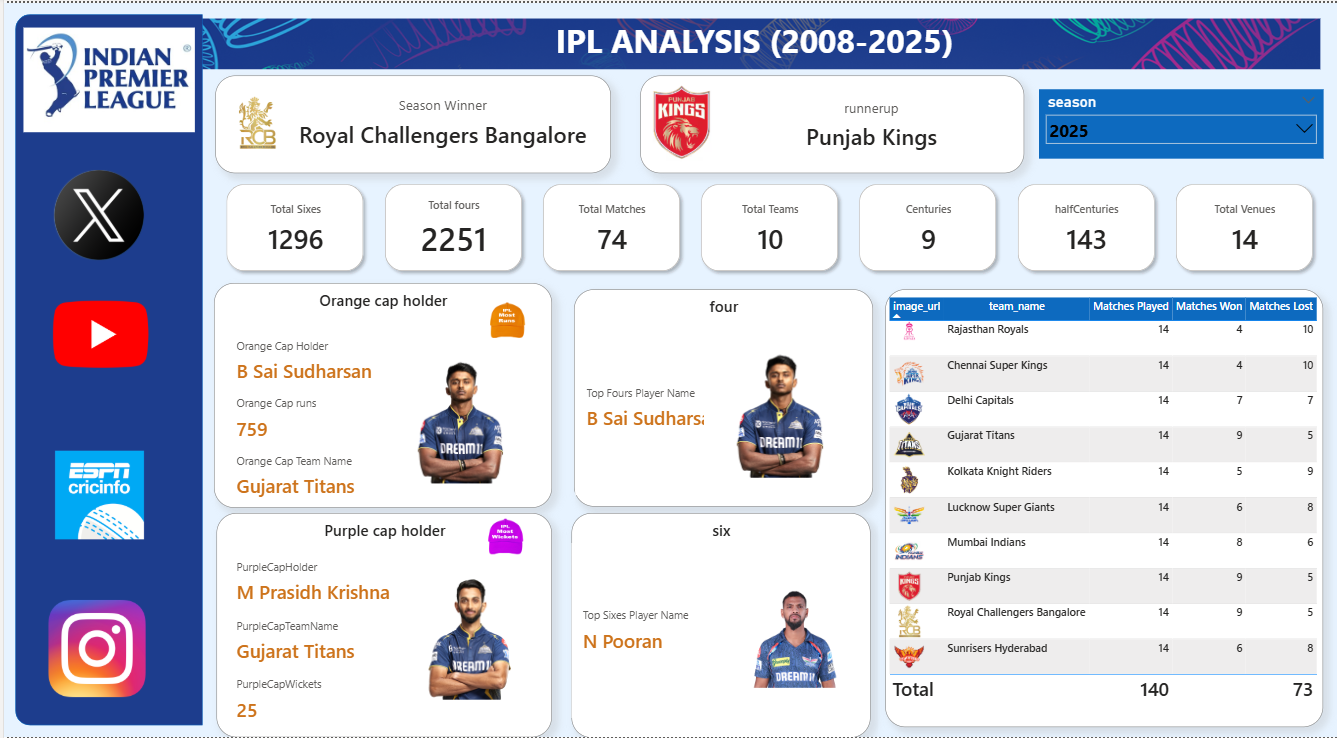 INDIAN
PREMIER
LEAGUE ®
IPL ANALYSIS (2008-2025)
RCB
Season Winner
Royal Challengers Bangalore
PUNJAB
KINGS
runnerup
Punjab Kings
season
2025
Total Sixes
1296
Total fours
2251
Total Matches
74
Total Teams
10
Centuries
9
halfCenturies
143
Total Venues
14
X
ESPN
cricinfo
Orange cap holder
IPL
Most
Runs
Orange Cap Holder
B Sai Sudharsan
Orange Cap runs
759
Orange Cap Team Name
Gujarat Titans
DREAM11
four
Top Fours Player Name
B Sai Sudharsa
DREAM11
Purple cap holder
IPL
Most
Wickets
PurpleCapHolder
M Prasidh Krishna
PurpleCapTeamName
Gujarat Titans
PurpleCapWickets
25
DREAM11
six
Top Sixes Player Name
N Pooran
DREAM11
image_url team_name Matches Played Matches Won Matches Lost
Rajasthan Royals 14 4 10
Chennai Super Kings 14 4 10
Delhi Capitals 14 7 7
Gujarat Titans 14 9 5
Kolkata Knight Riders 14 5 9
Lucknow Super Giants 14 6 8
Mumbai Indians 14 8 6
Punjab Kings 14 9 5
Royal Challengers Bangalore 14 9 5
Sunrisers Hyderabad 14 6 8
Total 140 73